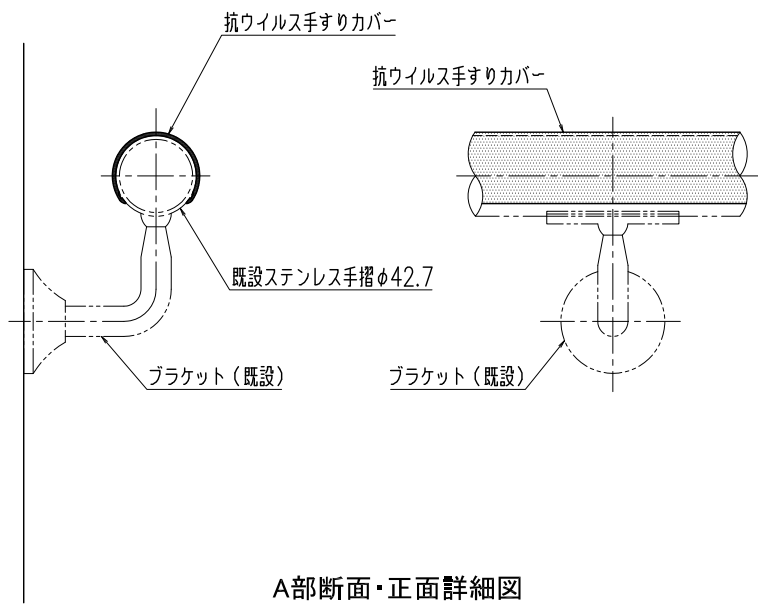 抗ウイルス手すりカバー
抗ウイルス手すりカバー
既設ステンレス手摺φ42.7
ブラケット（既設）
ブラケット（既設）
A部断面・正面詳細図